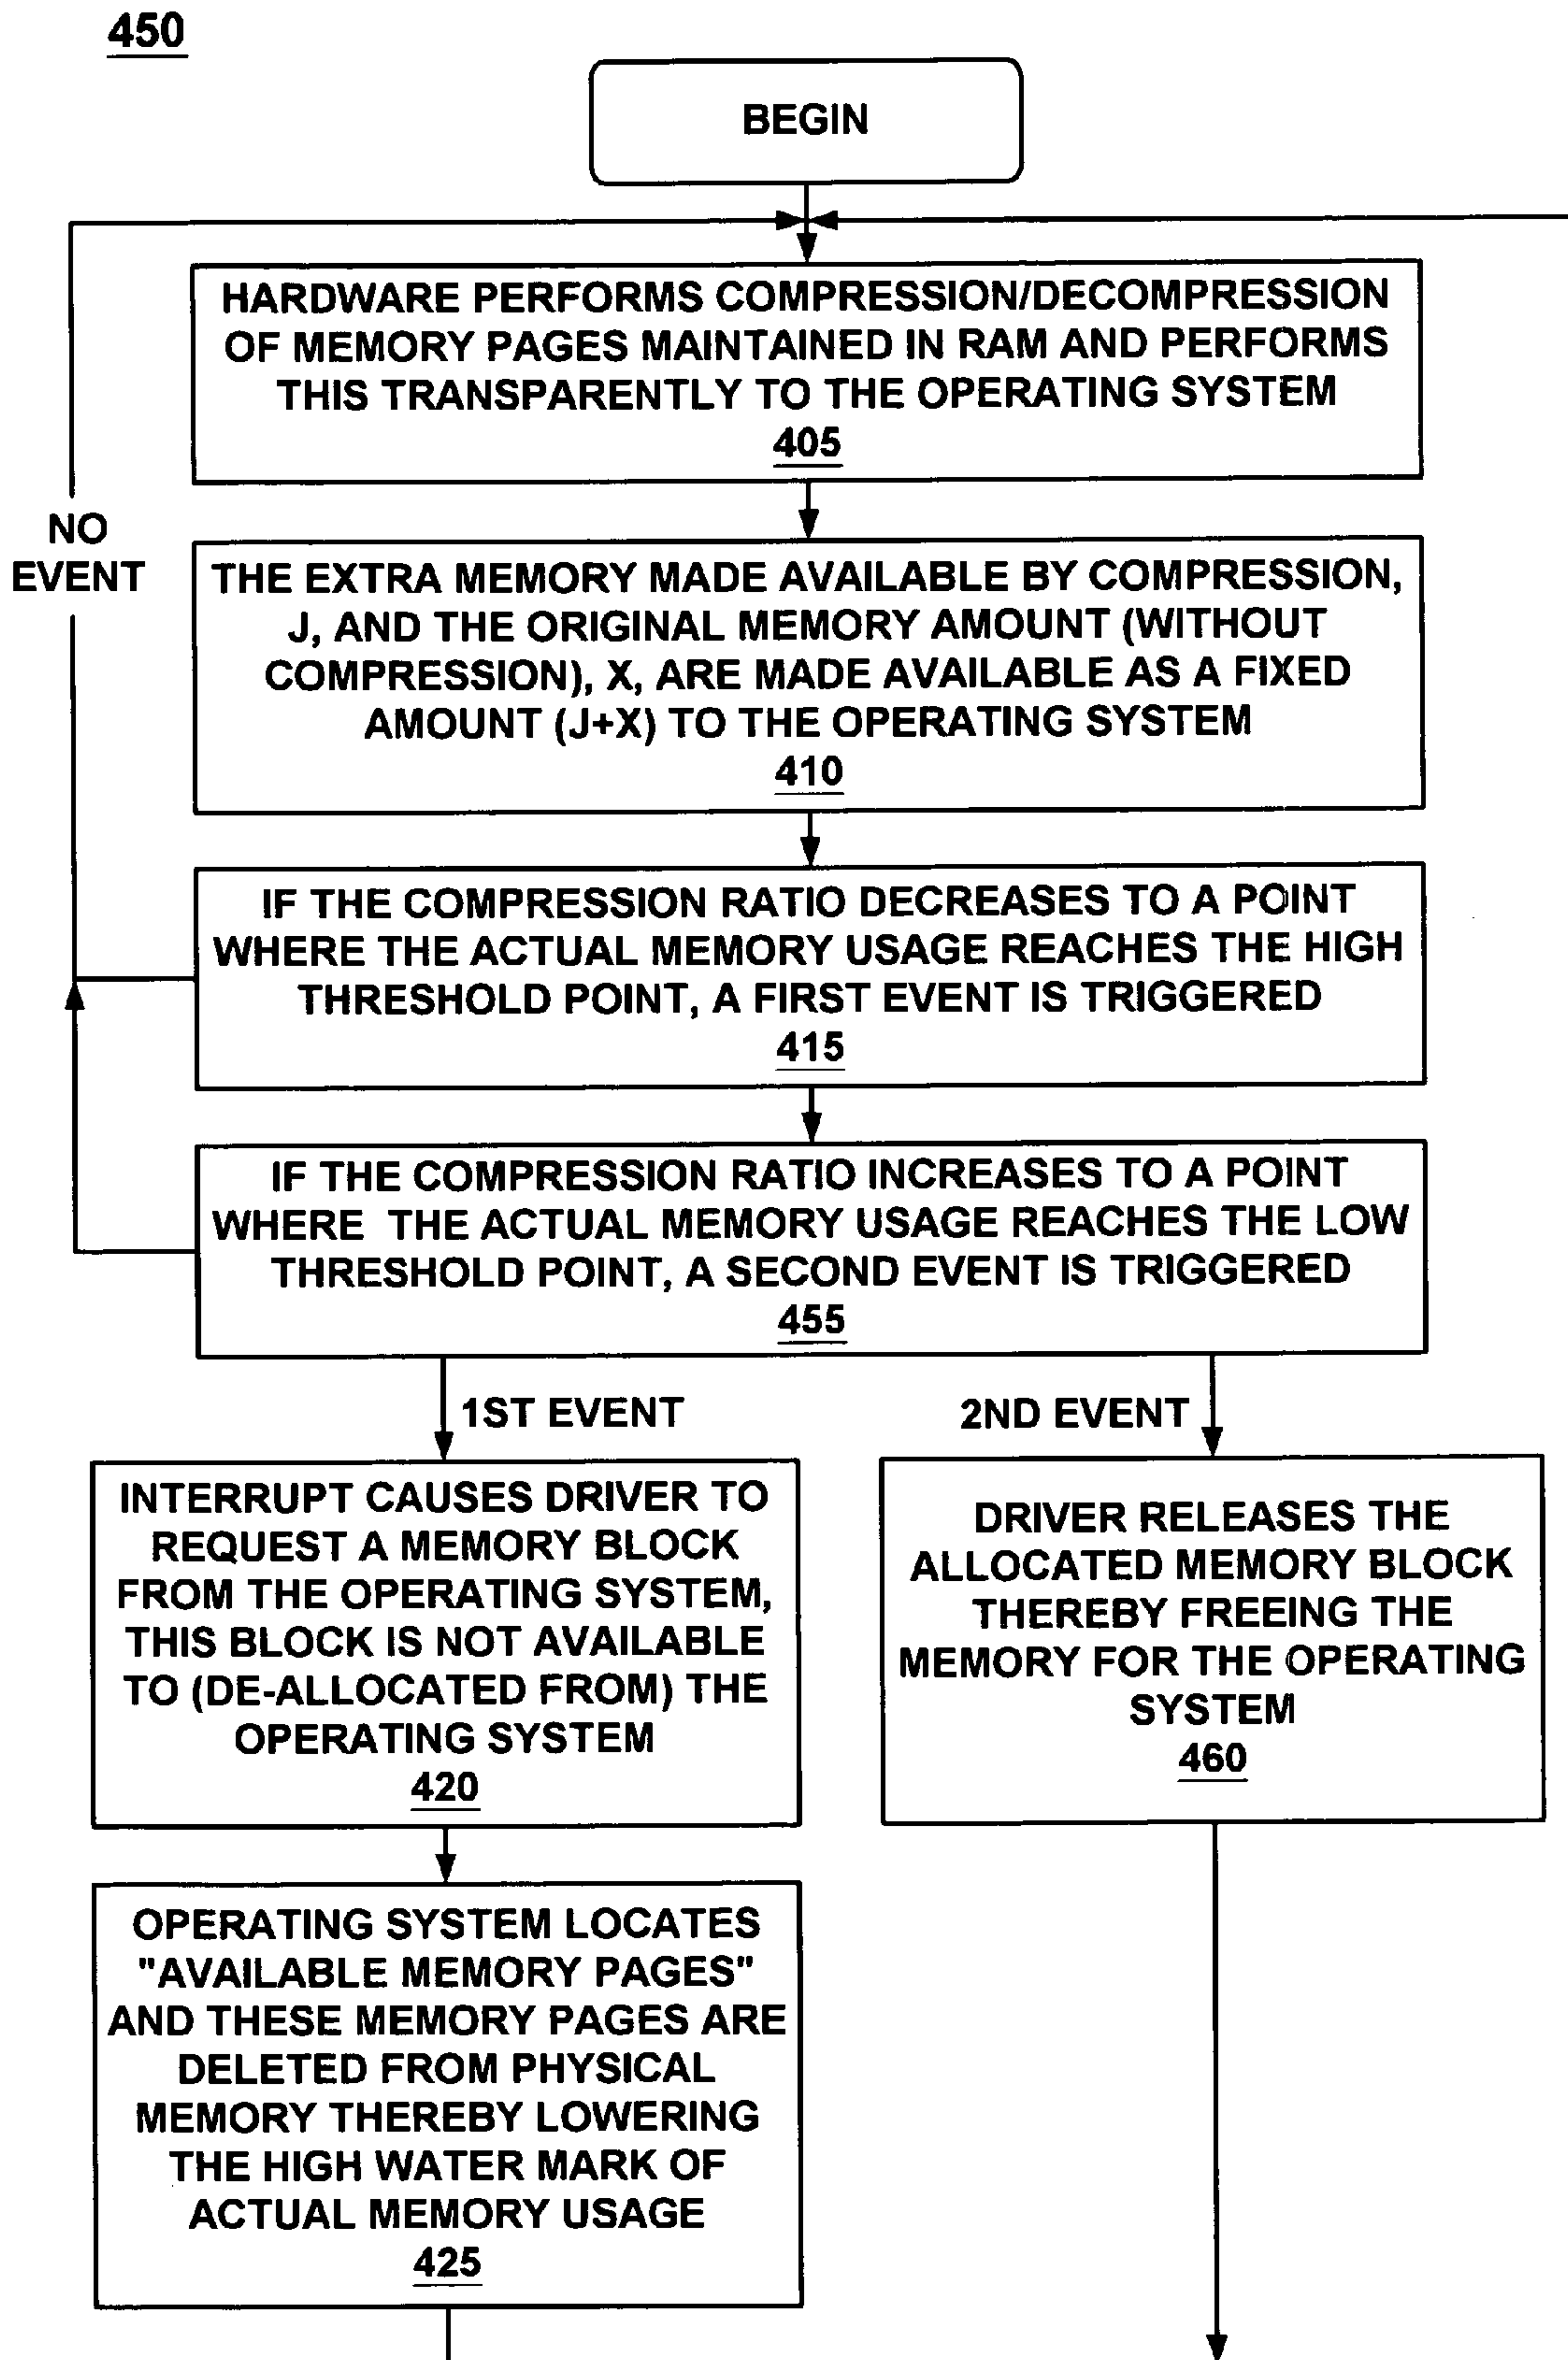 450
BEGIN
HARDWARE PERFORMS COMPRESSION/DECOMPRESSION
OF MEMORY PAGES MAINTAINED IN RAM AND PERFORMS
THIS TRANSPARENTLY TO THE OPERATING SYSTEM
405
NO
EVENT
THE EXTRA MEMORY MADE AVAILABLE BY COMPRESSION,
J, AND THE ORIGINAL MEMORY AMOUNT (WITHOUT
COMPRESSION), X, ARE MADE AVAILABLE AS A FIXED
AMOUNT (J+X) TO THE OPERATING SYSTEM
410
IF THE COMPRESSION RATIO DECREASES TO A POINT
WHERE THE ACTUAL MEMORY USAGE REACHES THE HIGH
THRESHOLD POINT, A FIRST EVENT IS TRIGGERED
415
IF THE COMPRESSION RATIO INCREASES TO A POINT
WHERE THE ACTUAL MEMORY USAGE REACHES THE LOW
THRESHOLD POINT, A SECOND EVENT IS TRIGGERED
455
1ST EVENT
2ND EVENT
INTERRUPT CAUSES DRIVER TO
REQUEST A MEMORY BLOCK
FROM THE OPERATING SYSTEM,
THIS BLOCK IS NOT AVAILABLE
TO (DE-ALLOCATED FROM) THE
OPERATING SYSTEM
420
DRIVER RELEASES THE
ALLOCATED MEMORY BLOCK
THEREBY FREEING THE
MEMORY FOR THE OPERATING
SYSTEM
460
OPERATING SYSTEM LOCATES
"AVAILABLE MEMORY PAGES"
AND THESE MEMORY PAGES ARE
DELETED FROM PHYSICAL
MEMORY THEREBY LOWERING
THE HIGH WATER MARK OF
ACTUAL MEMORY USAGE
425